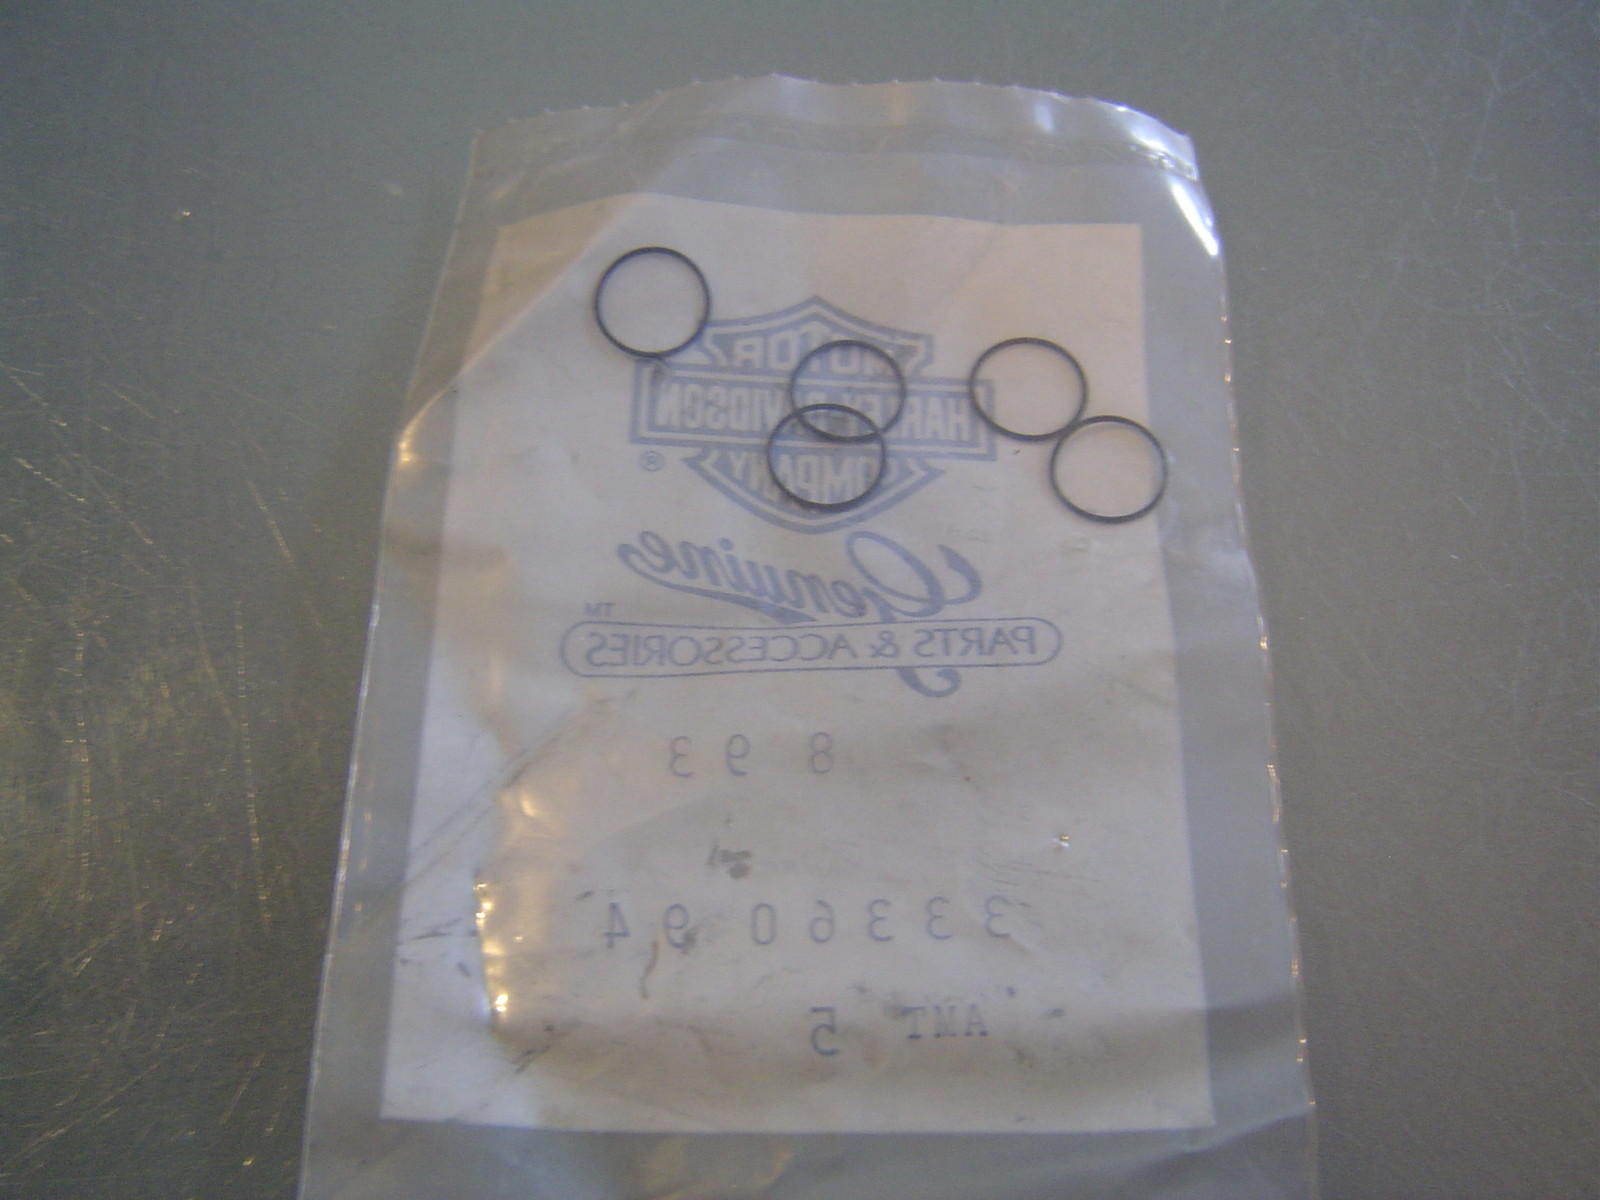 MOTOR
HARLEY-DAVIDSON
COMPANY
®
Genuine
TM
PARTS & ACCESSORIES
8 93
33360 94
AMT 5